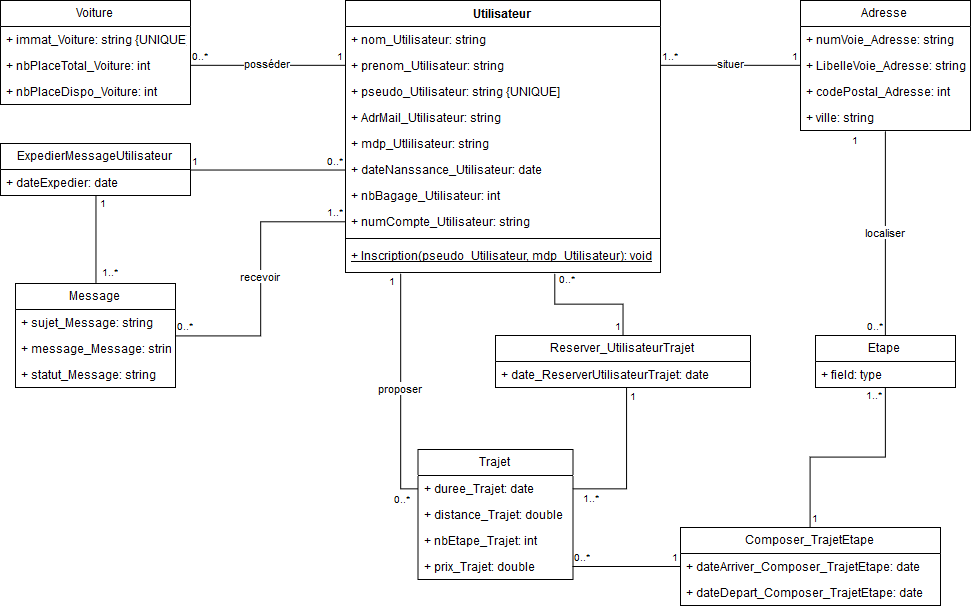 Voiture
+ immat_Voiture: string {UNIQUE
+ nbPlaceTotal_Voiture: int
+ nbPlaceDispo_Voiture: int
0..*
posséder
1
Utilisateur
+ nom_Utilisateur: string
+ prenom_Utilisateur: string
+ pseudo_Utilisateur: string {UNIQUE]
+ AdrMail_Utilisateur: string
+ mdp_Utlilisateur: string
+ dateNanssance_Utilisateur: date
+ nbBagage_Utilisateur: int
+ numCompte_Utilisateur: string
+ Inscription(pseudo_Utilisateur, mdp_Utilisateur): void
1..*
situer
1
Adresse
+ numVoie_Adresse: string
+ LibelleVoie_Adresse: string
+ codePostal_Adresse: int
+ ville: string
ExpedierMessageUtilisateur
+ dateExpedier: date
1
0..*
1
1..*
1..*
recevoir
0..*
Message
+ sujet_Message: string
+ message_Message: strin
+ statut_Message: string
1
localiser
0..*
1
proposer
0..*
0..*
1
Reserver_UtilisateurTrajet
+ date_ReserverUtilisateurTrajet: date
1
1..*
Etape
+ field: type
1..*
1
Trajet
+ duree_Trajet: date
+ distance_Trajet: double
+ nbEtape_Trajet: int
+ prix_Trajet: double
0..*
1
Composer_TrajetEtape
+ dateArriver_Composer_TrajetEtape: date
+ dateDepart_Composer_TrajetEtape: date